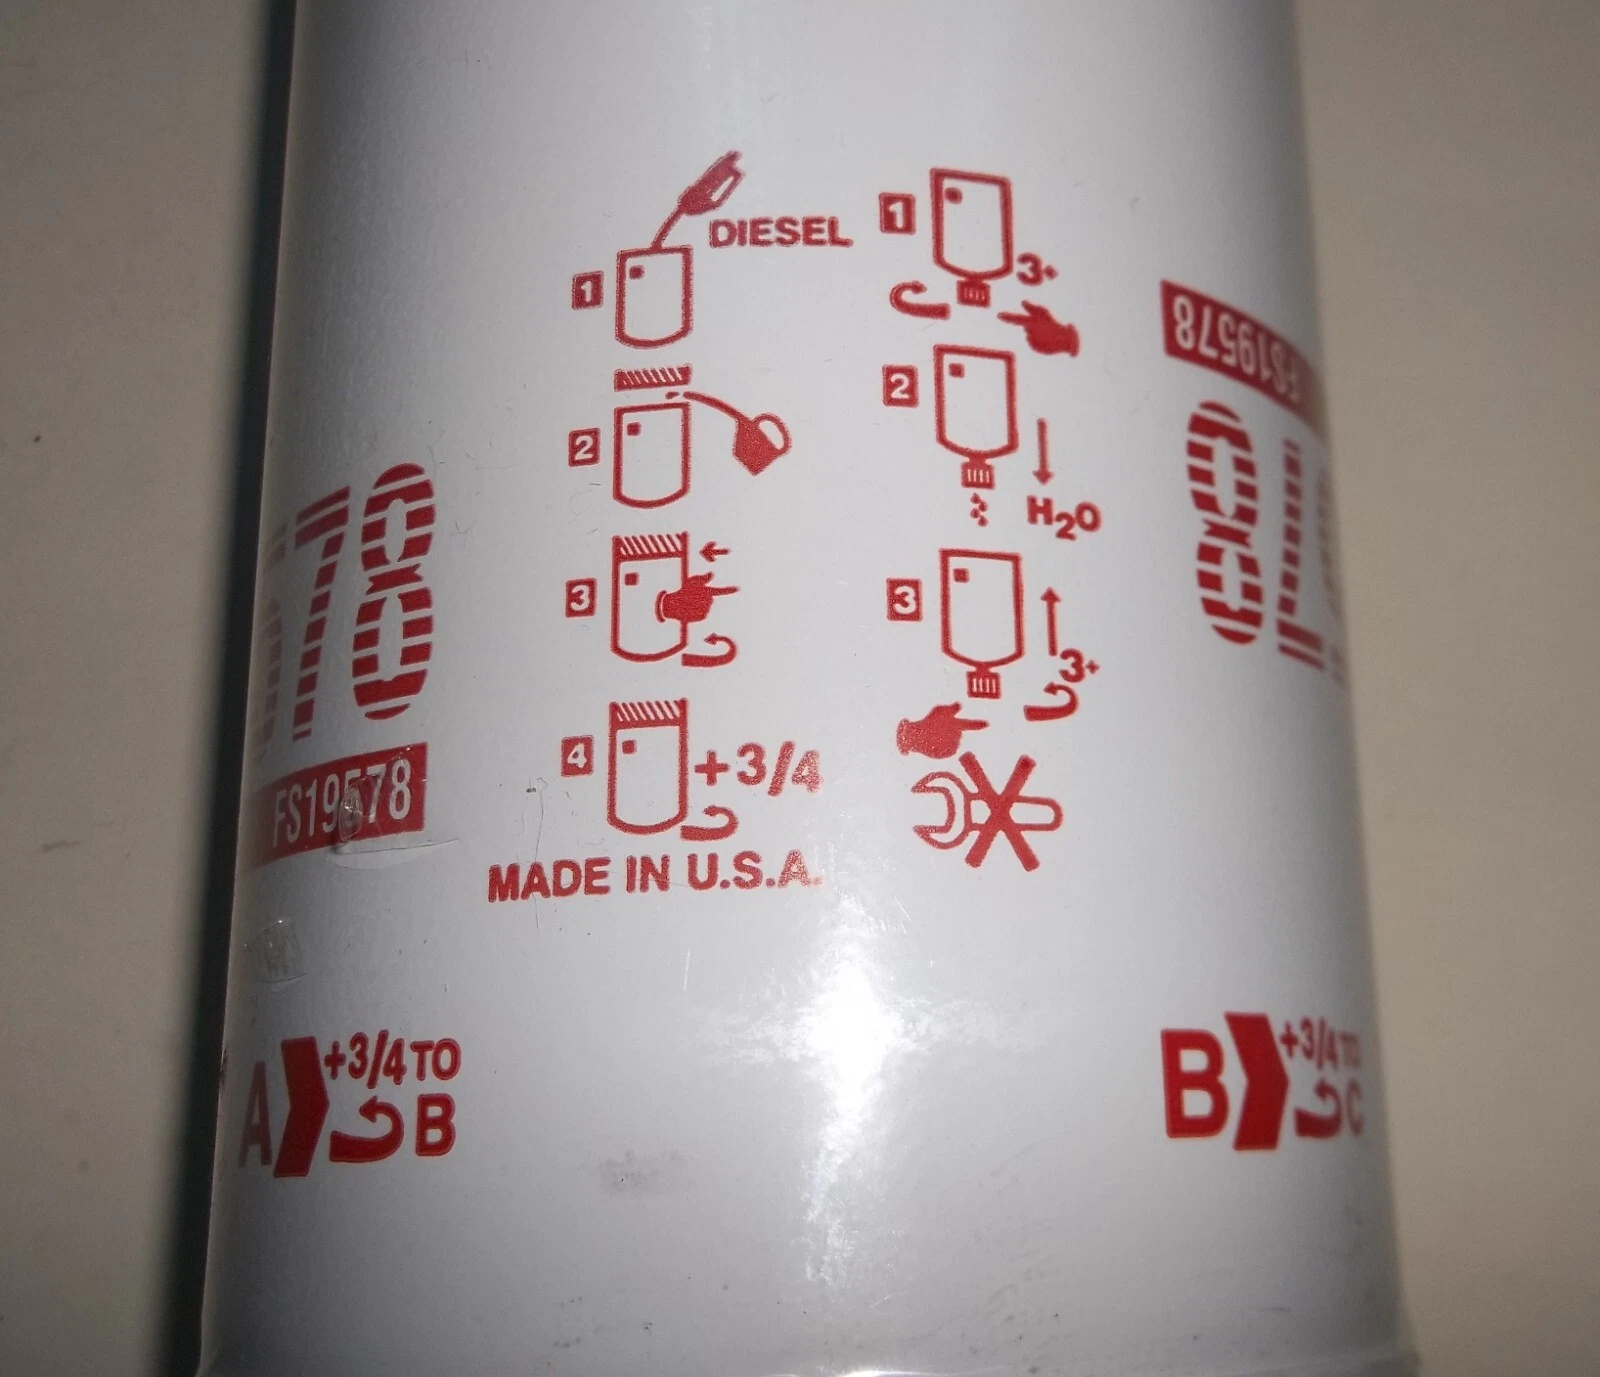 DIESEL
1
2
3
4
+3/4
MADE IN U.S.A.
1
3+
2
H2O
3
3+
78
FS19578
A
+3/4 TO
B
FS19578
78
B
+3/4 TO
C